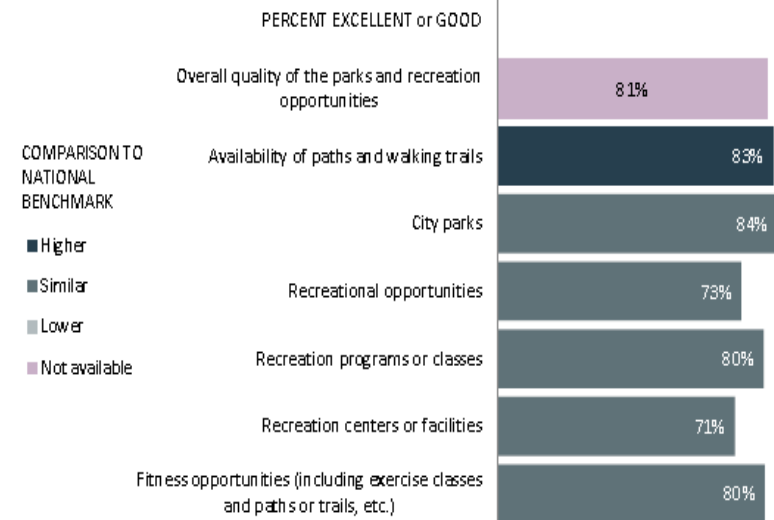 PERCENT EXCELLENT or GOOD
Overall quality of the parks and recreation
opportunities
81%
COMPARISON TO
NATIONAL
BENCHMARK
Higher
Similar
Lower
Not available
Availability of paths and walking trails
83%
City parks
84%
Recreational opportunities
73%
Recreation programs or classes
80%
Recreation centers or facilities
71%
Fitness opportunities (including exercise classes
and paths or trails, etc.)
80%